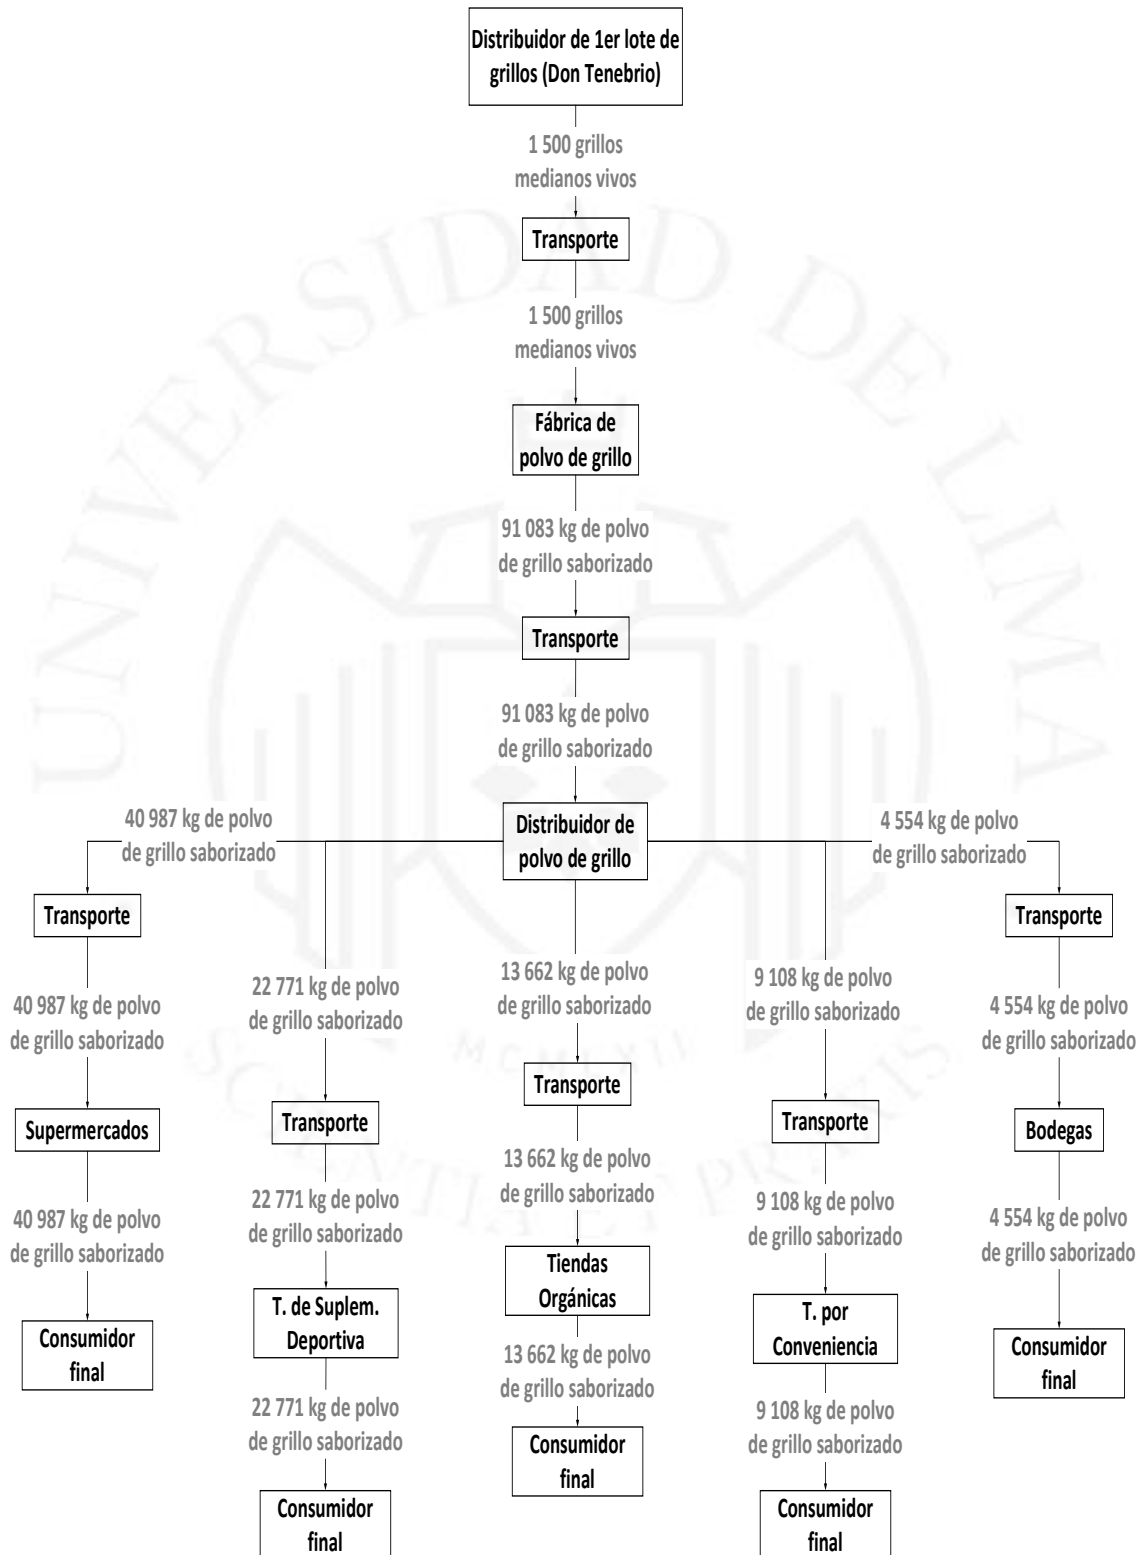 Distribuidor de 1er lote de
grillos (Don Tenebrio)
1 500 grillos
medianos vivos
Transporte
1 500 grillos
medianos vivos
Fábrica de
polvo de grillo
91 083 kg de polvo
de grillo saborizado
Transporte
91 083 kg de polvo
de grillo saborizado
Distribuidor de
polvo de grillo
40 987 kg de polvo
de grillo saborizado
Transporte
40 987 kg de polvo
de grillo saborizado
Supermercados
40 987 kg de polvo
de grillo saborizado
Consumidor
final
22 771 kg de polvo
de grillo saborizado
Transporte
22 771 kg de polvo
de grillo saborizado
T. de Suplem.
Deportiva
22 771 kg de polvo
de grillo saborizado
Consumidor
final
13 662 kg de polvo
de grillo saborizado
Transporte
13 662 kg de polvo
de grillo saborizado
Tiendas
Orgánicas
13 662 kg de polvo
de grillo saborizado
Consumidor
final
9 108 kg de polvo
de grillo saborizado
Transporte
9 108 kg de polvo
de grillo saborizado
T. por
Conveniencia
9 108 kg de polvo
de grillo saborizado
Consumidor
final
4 554 kg de polvo
de grillo saborizado
Transporte
4 554 kg de polvo
de grillo saborizado
Bodegas
4 554 kg de polvo
de grillo saborizado
Consumidor
final
UNIVERSIDAD DE LIMA
MCMLXII
SCIENTIA ET PRAXIS